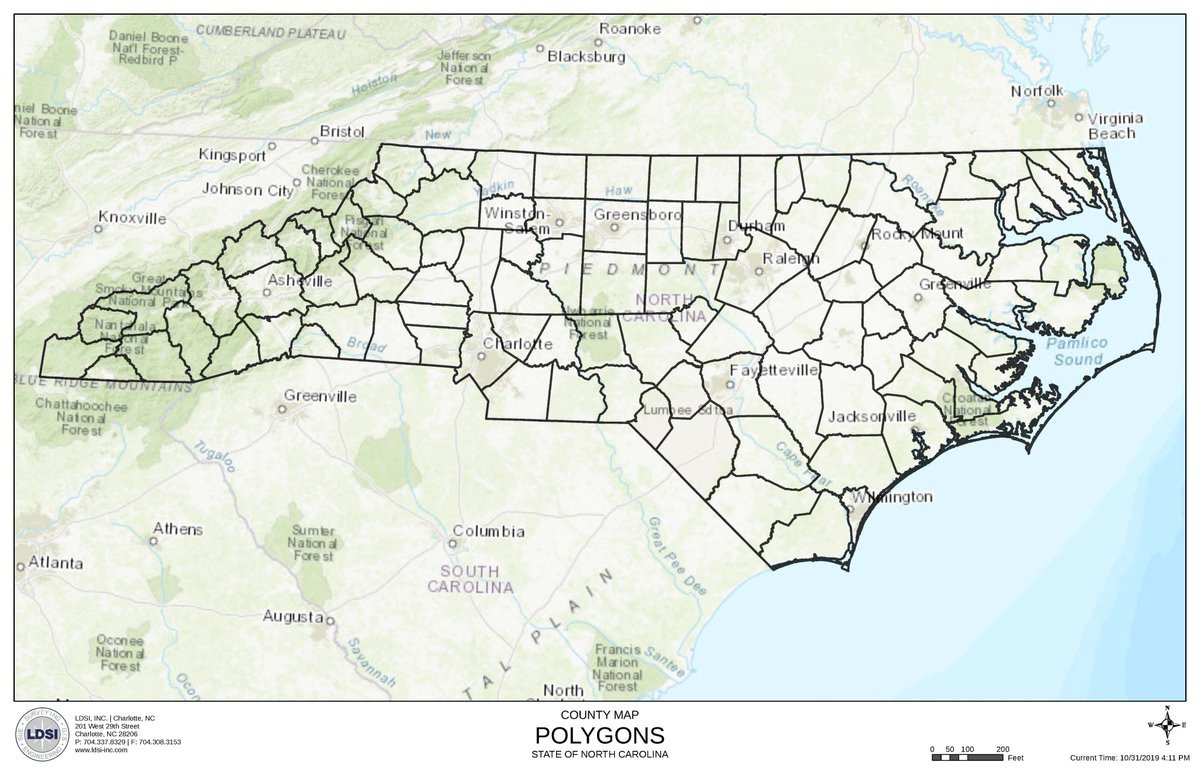 Roanoke
CUMBERLAND PLATEAU
Daniel Boone
Nat'l Forest-
Redbird P
Blacksburg
Jefferson
National
Forest
Holston
Norfolk
Virginia
Beach
niel Boone
National
Forest
Bristol
New
Kingsport
Cherokee
National
Forest
Johnson City
Yadkin
Haw
Roanoke
Knoxville
Pisgah
National
Forest
Winston-
Salem
Greensboro
Durham
Rocky Mount
Raleigh
PIEDMONT
Great
Smoky Mountains
National Park
Asheville
Greenville
NORTH
CAROLINA
Uwharrie
National
Forest
Nantahala
National
Forest
Broad
Charlotte
Pamlico
Sound
Fayetteville
BLUE RIDGE MOUNTAINS
Greenville
Chattahoochee
National
Forest
Croatan
National
Forest
Lumbee Sdtsa
Jacksonville
Tugaloo
Cape Fear
Wilmington
Athens
Sumter
National
Forest
Columbia
Great Pee Dee
Atlanta
SOUTH
CAROLINA
Augusta
Oconee
National
Forest
Savannah
TAL PLAIN
Francis
Marion
National
Forest
Santee
Ocon
North
LDSI
LDSI, INC. | Charlotte, NC
201 West 29th Street
Charlotte, NC 28206
P: 704.337.8329 | F: 704.308.3153
www.ldsi-inc.com
COUNTY MAP
POLYGONS
STATE OF NORTH CAROLINA
N
W E
S
0 50 100 200
Feet
Current Time: 10/31/2019 4:11 PM